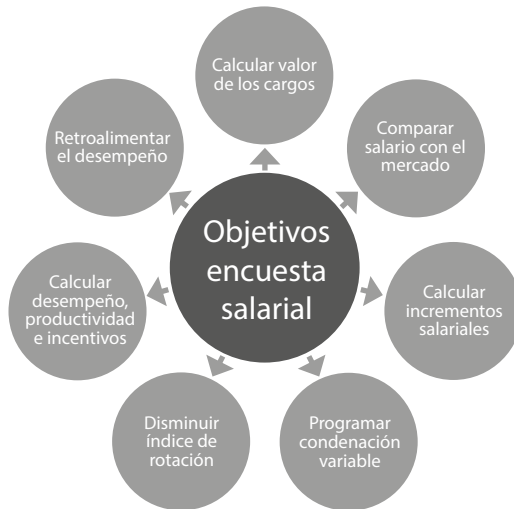 Calcular valor
de los cargos
Comparar
salario con el
mercado
Calcular
incrementos
salariales
Programar
condenación
variable
Disminuir
índice de
rotación
Calcular
desempeño,
productividad
e incentivos
Retroalimentar
el desempeño
Objetivos
encuesta
salarial